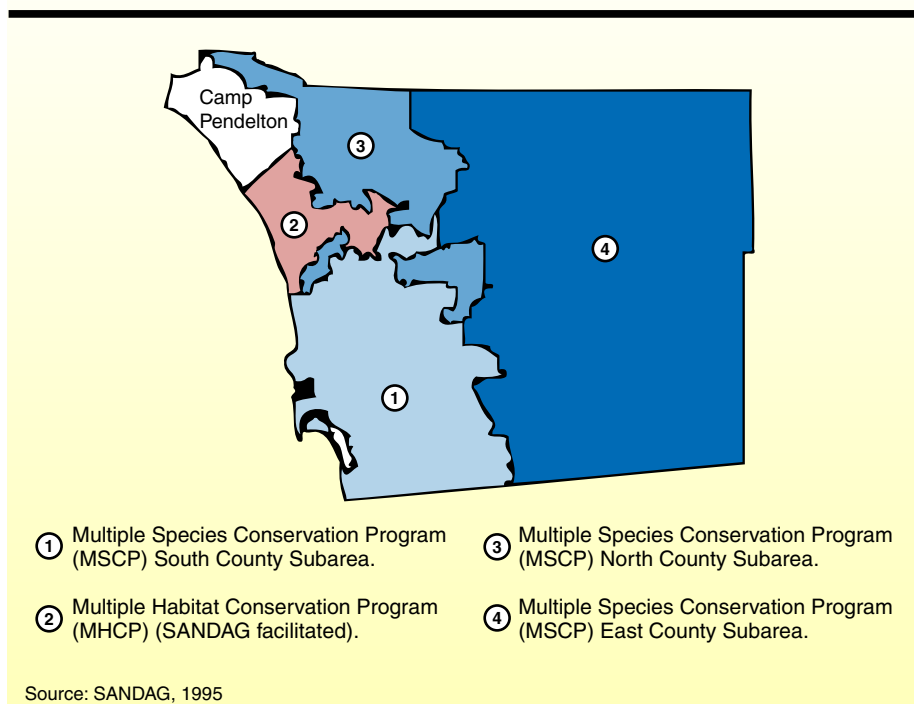 Camp
Pendelton
3
2
4
1
1 Multiple Species Conservation Program
(MSCP) South County Subarea.
2 Multiple Habitat Conservation Program
(MHCP) (SANDAG facilitated).
3 Multiple Species Conservation Program
(MSCP) North County Subarea.
4 Multiple Species Conservation Program
(MSCP) East County Subarea.
Source: SANDAG, 1995